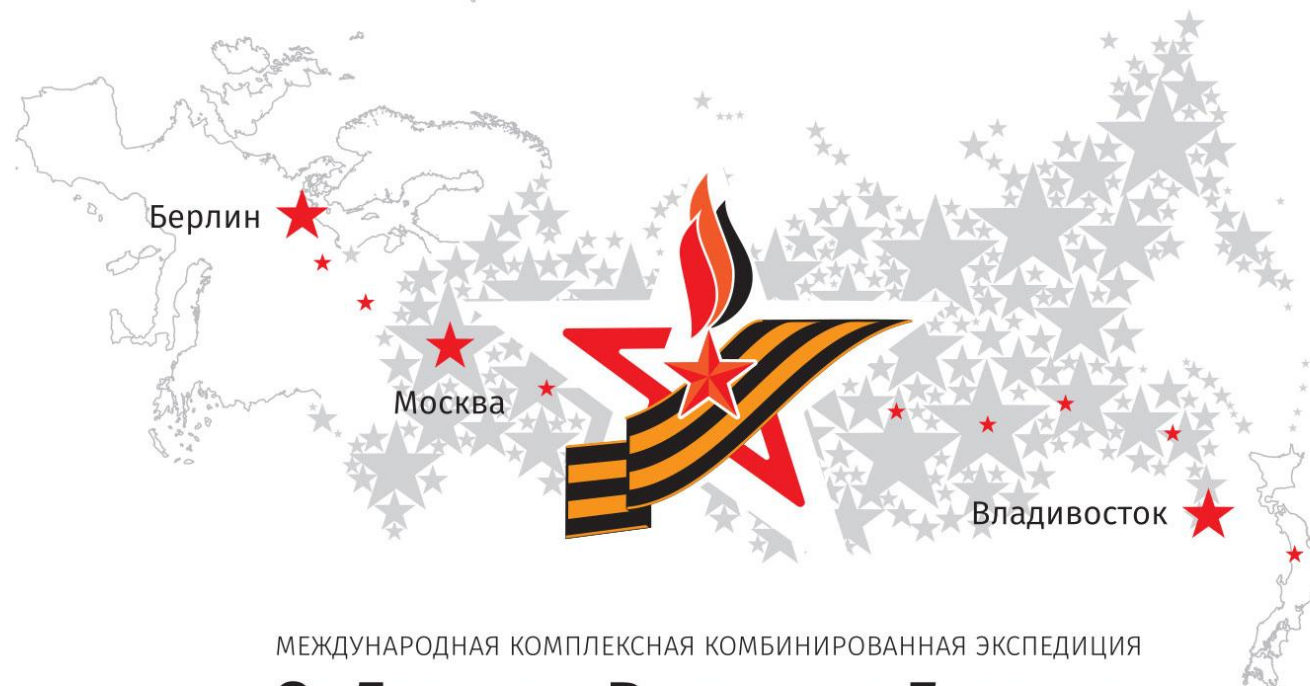 Берлин
Москва
Владивосток
МЕЖДУНАРОДНАЯ КОМПЛЕКСНАЯ КОМБИНИРОВАННАЯ ЭКСПЕДИЦИЯ